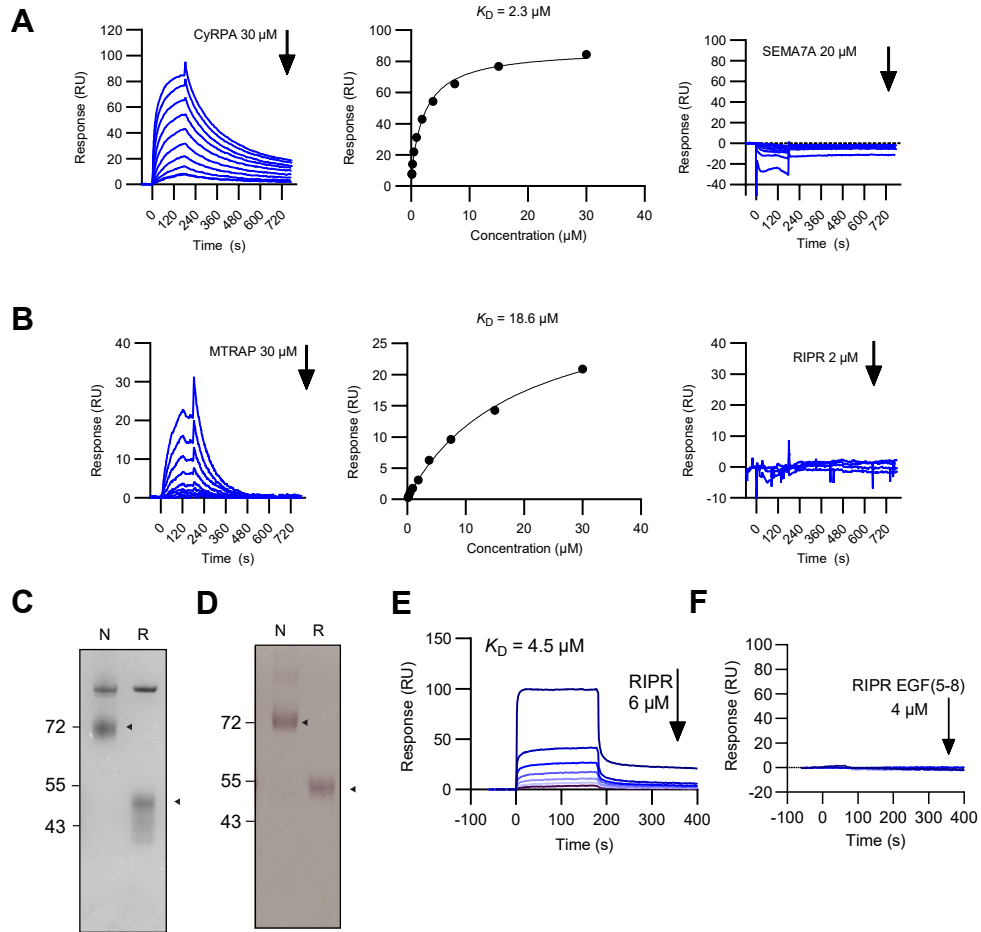 A
CyRPA 30 µM
Response (RU)
120
100
80
60
40
20
0
0 120 240 360 480 600 720
Time (s)
K_D = 2.3 µM
Response (RU)
100
80
60
40
20
0
0 10 20 30 40
Concentration (µM)
SEMA7A 20 µM
Response (RU)
100
80
60
40
20
0
-20
-40
0 120 240 360 480 600 720
Time (s)
B
MTRAP 30 µM
Response (RU)
40
30
20
10
0
0 120 240 360 480 600 720
Time (s)
K_D = 18.6 µM
Response (RU)
25
20
15
10
5
0
0 10 20 30 40
Concentration (µM)
RIPR 2 µM
Response (RU)
40
30
20
10
0
-10
0 120 240 360 480 600 720
Time (s)
C
N R
72
55
43
D
N R
72
55
43
E
K_D = 4.5 µM
RIPR
6 µM
Response (RU)
150
100
50
0
-100 0 100 200 300 400
Time (s)
F
RIPR EGF(5-8)
4 µM
Response (RU)
100
80
60
40
20
0
-20
-100 0 100 200 300 400
Time (s)